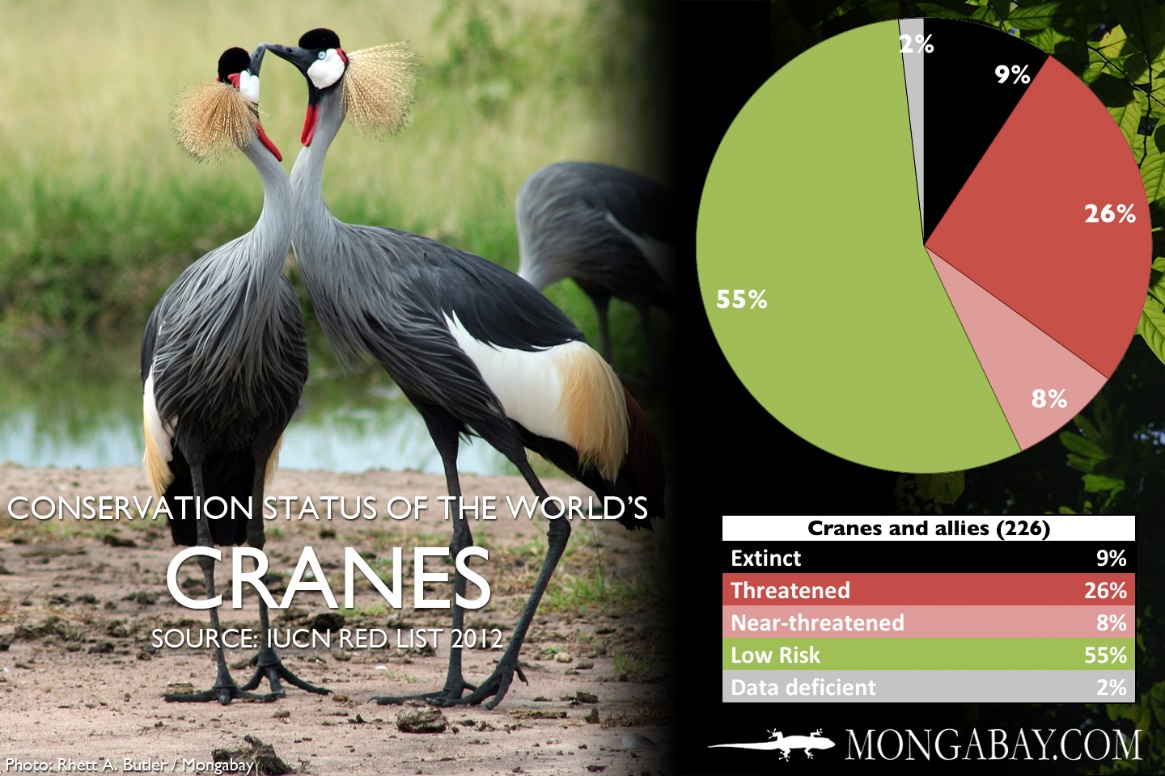 2%
9%
26%
8%
55%
CONSERVATION STATUS OF THE WORLD'S
CRANES
SOURCE: IUCN RED LIST 2012
Photo: Rhett A. Butler / Mongabay
Cranes and allies (226)
Extinct 9%
Threatened 26%
Near-threatened 8%
Low Risk 55%
Data deficient 2%
MONGABAY.COM